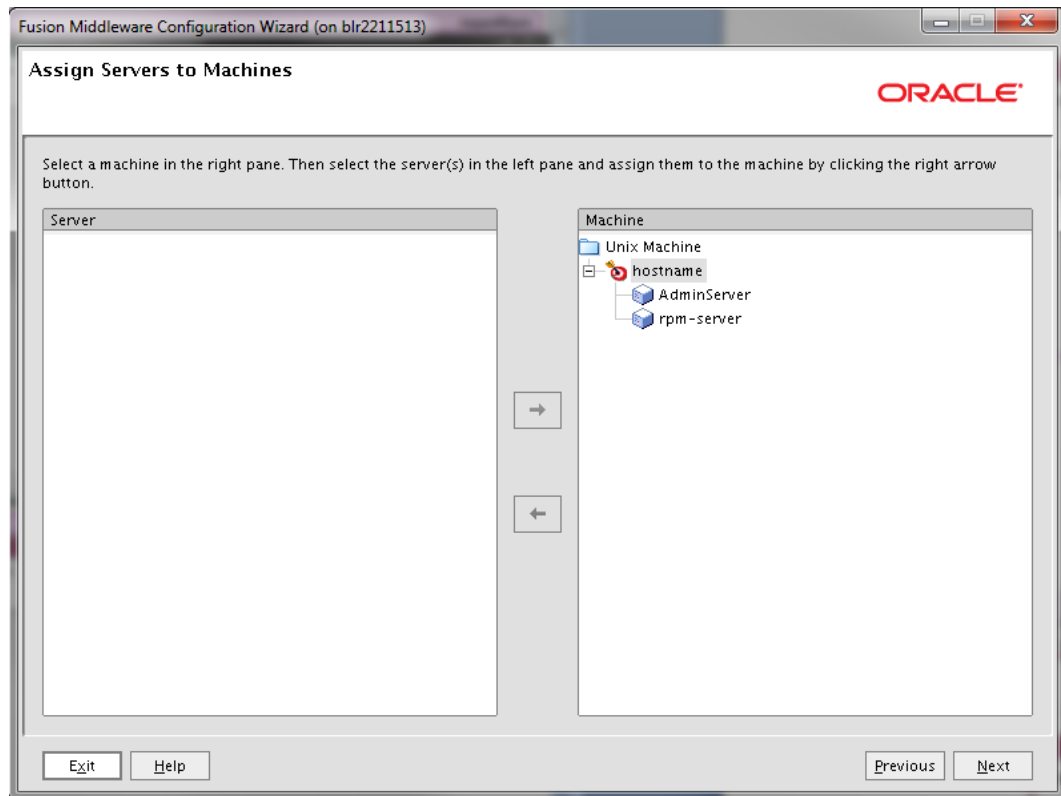 Fusion Middleware Configuration Wizard (on blr2211513)
Assign Servers to Machines
ORACLE
Select a machine in the right pane. Then select the server(s) in the left pane and assign them to the machine by clicking the right arrow
button.
Server
Machine
Unix Machine
hostname
AdminServer
rpm-server
Exit
Help
Previous
Next